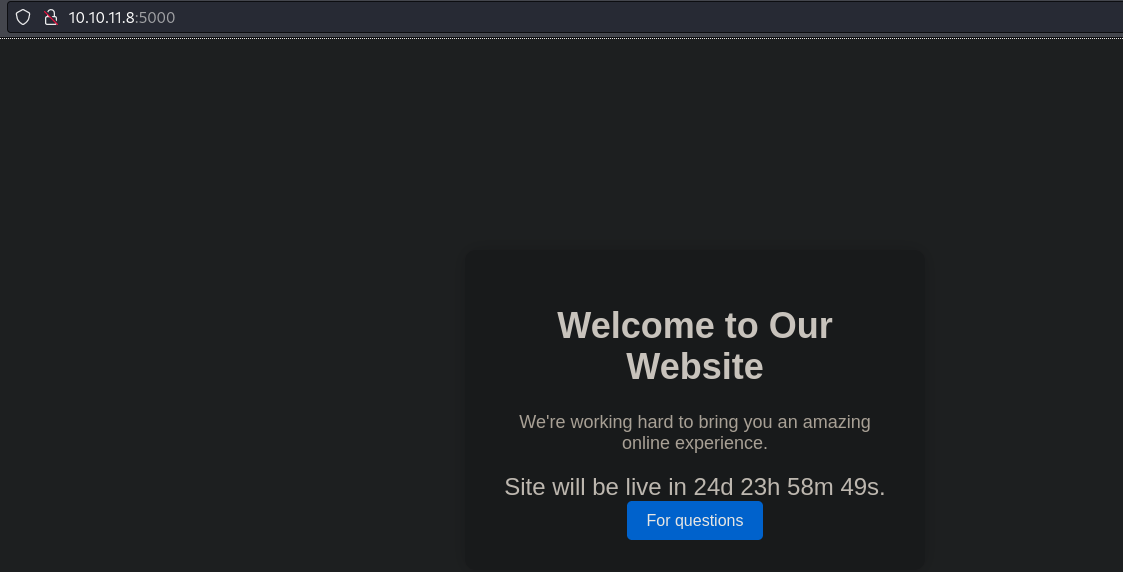 10.10.11.8:5000
Welcome to Our
Website
We're working hard to bring you an amazing
online experience.
Site will be live in 24d 23h 58m 49s.
For questions